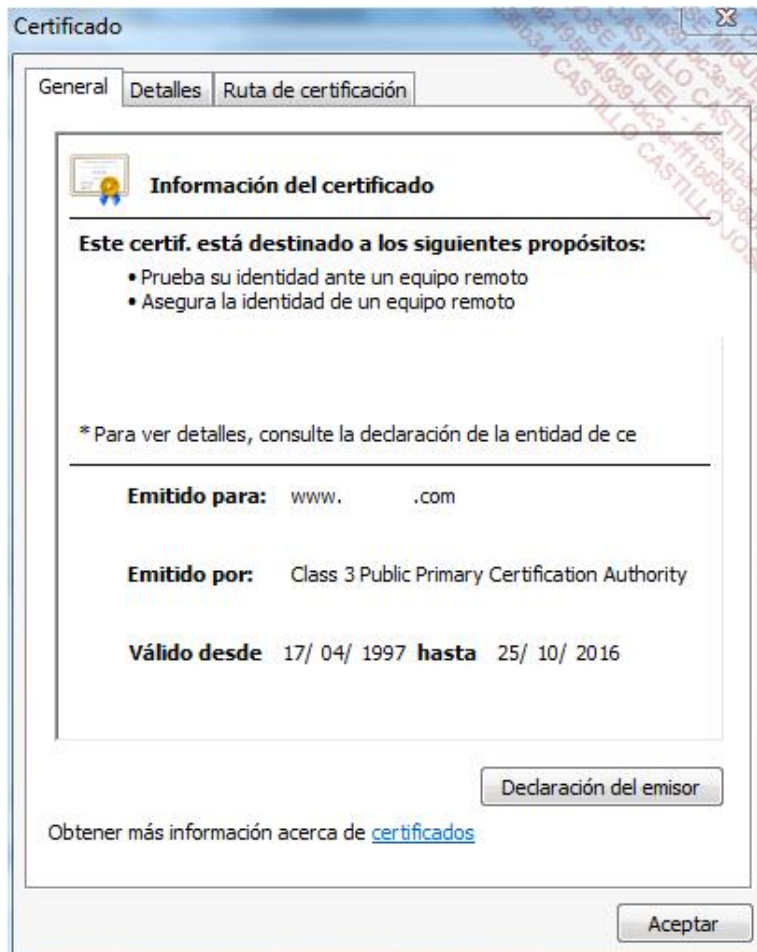 Certificado
General Detalles Ruta de certificación
Información del certificado
Este certif. está destinado a los siguientes propósitos:
• Prueba su identidad ante un equipo remoto
• Asegura la identidad de un equipo remoto
* Para ver detalles, consulte la declaración de la entidad de ce
Emitido para: www. .com
Emitido por: Class 3 Public Primary Certification Authority
Válido desde 17/ 04/ 1997 hasta 25/ 10/ 2016
Declaración del emisor
Obtener más información acerca de certificados
Aceptar